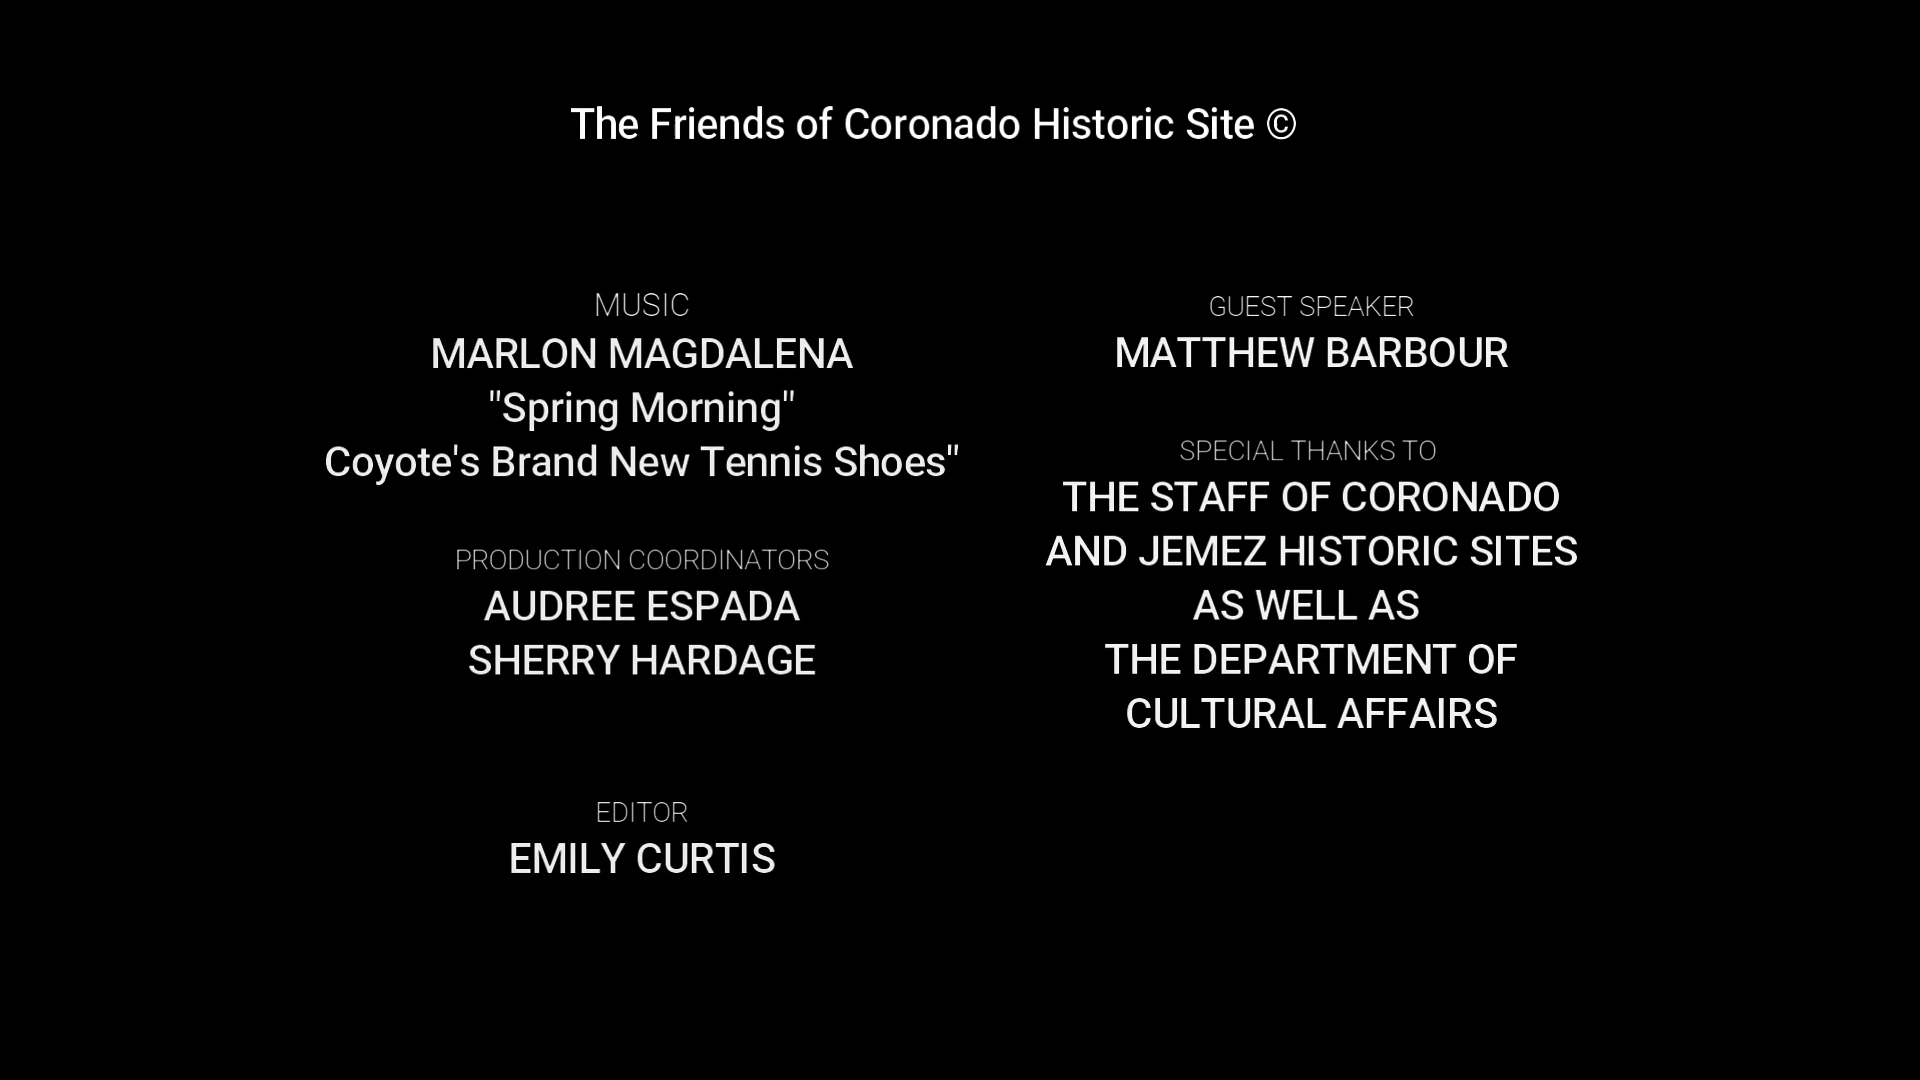 The Friends of Coronado Historic Site ©
MUSIC
MARLON MAGDALENA
"Spring Morning"
Coyote's Brand New Tennis Shoes"
PRODUCTION COORDINATORS
AUDREE ESPADA
SHERRY HARDAGE
EDITOR
EMILY CURTIS
GUEST SPEAKER
MATTHEW BARBOUR
SPECIAL THANKS TO
THE STAFF OF CORONADO
AND JEMEZ HISTORIC SITES
AS WELL AS
THE DEPARTMENT OF
CULTURAL AFFAIRS